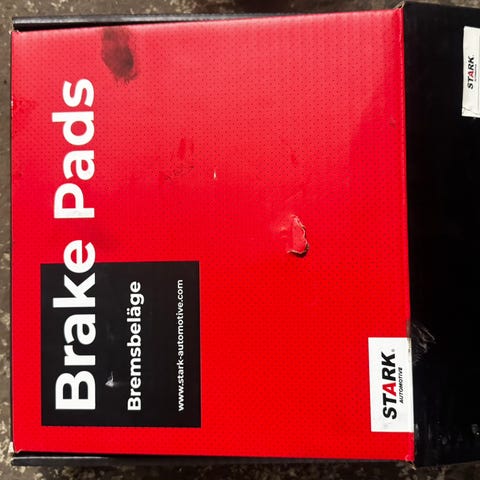 Brake Pads
Bremsbeläge
www.stark-automotive.com
STARK®
AUTOMOTIVE
STARK